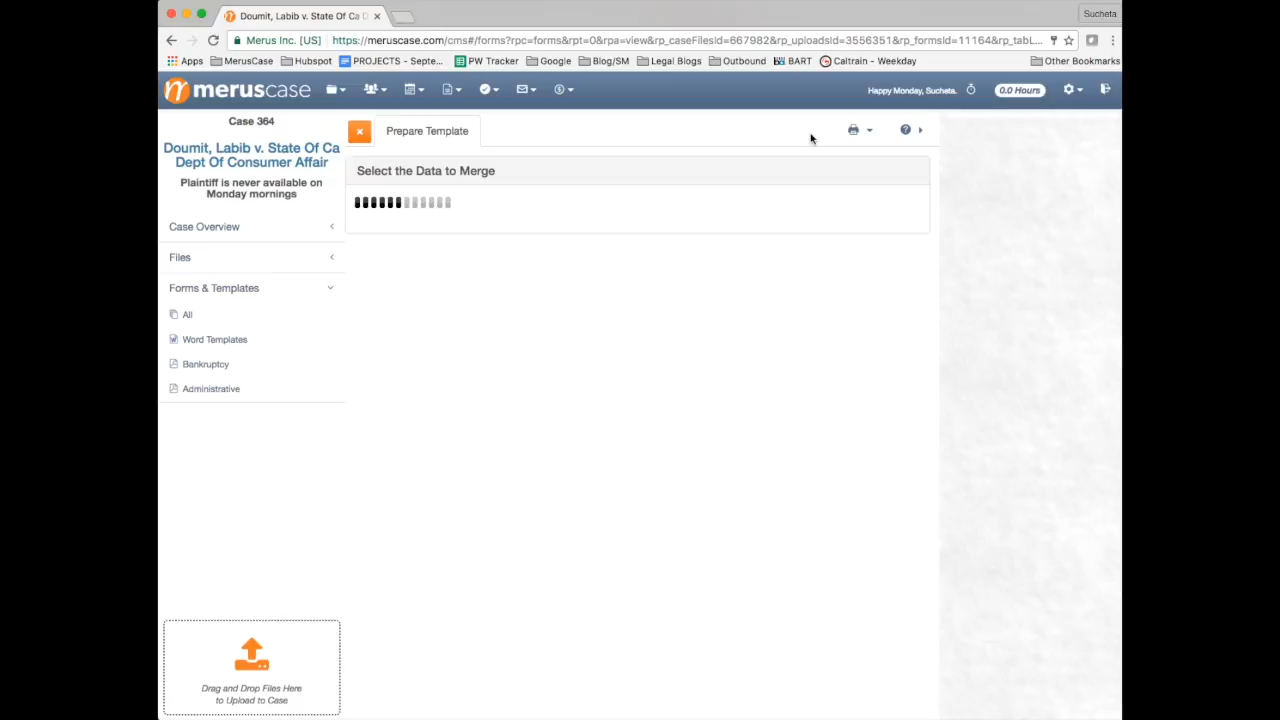 Doumit, Labib v. State Of Ca D
Sucheta
Merus Inc. [US] https://meruscase.com/cms#/forms?rpc=forms&rpt=0&rpa=view&rp_caseFilesId=667982&rp_uploadsId=3556351&rp_formsId=11164&rp_tabL...
Apps MerusCase Hubspot PROJECTS - Septe... PW Tracker Google Blog/SM Legal Blogs Outbound BART Caltrain - Weekday Other Bookmarks
meruscase Happy Monday, Sucheta. 0.0 Hours
Case 364
Doumit, Labib v. State Of Ca
Dept Of Consumer Affair
Plaintiff is never available on
Monday mornings
Case Overview
Files
Forms & Templates
All
Word Templates
Bankruptcy
Administrative
Prepare Template
Select the Data to Merge
Drag and Drop Files Here
to Upload to Case